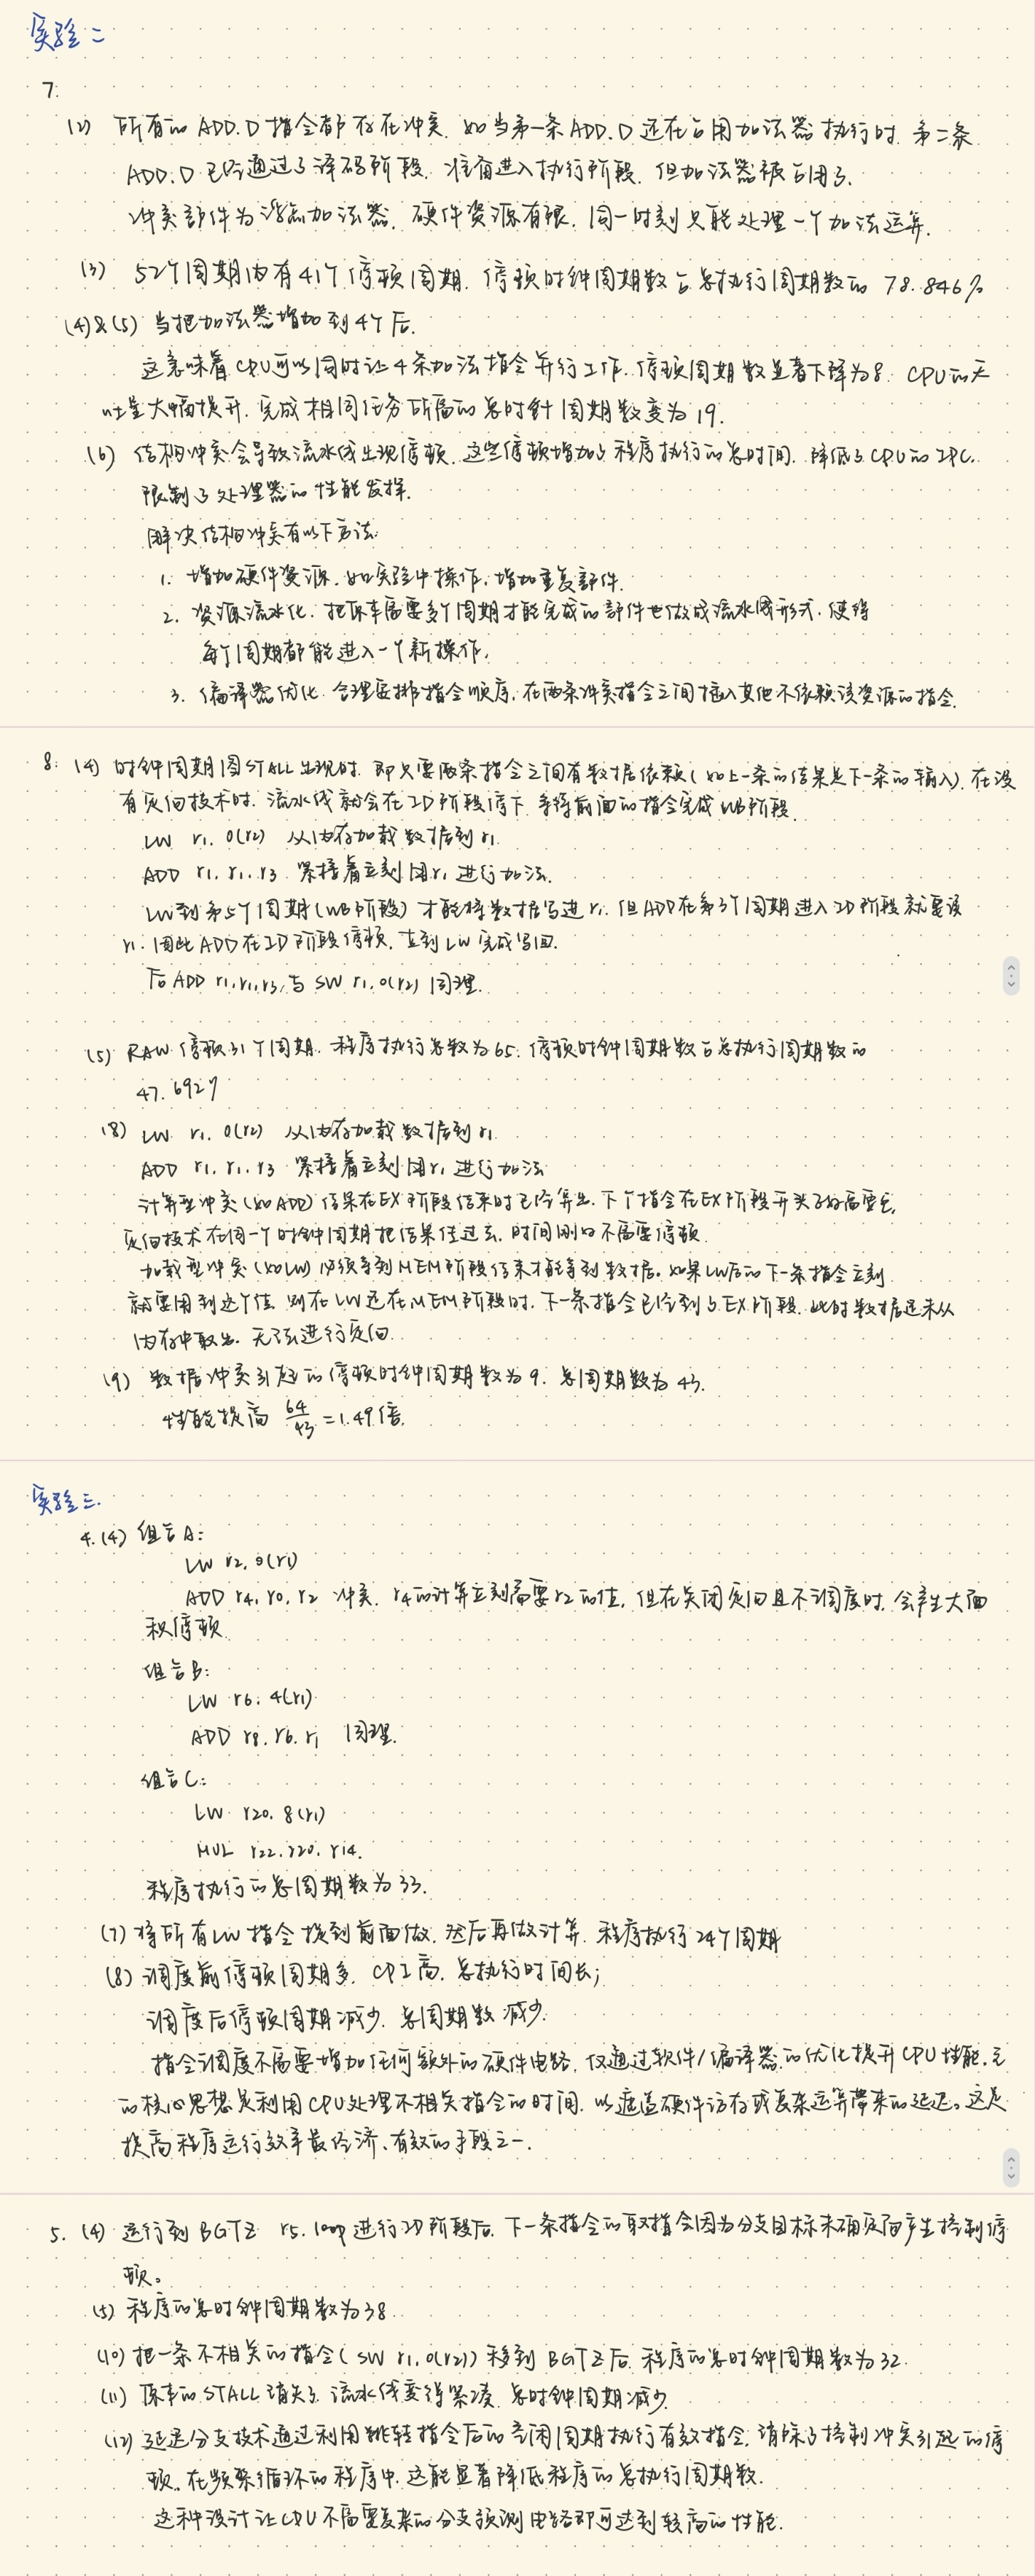 实验二
7.
(2) 所有的 ADD.D 指令都存在冲突. 如当第一条 ADD.D 还在占用加法器执行时. 第二条
ADD.D 已经通过了译码阶段. 准备进入执行阶段. 但加法器被占用了.
冲突部件为浮点加法器. 硬件资源有限. 同一时刻只能处理一个加法运算.
(3) 52个周期内有41个停顿周期. 停顿时钟周期数占总执行周期数的 78.846%
(4)&(5) 当把加法器增加到4个后.
这意味着CPU可以同时让4条加法指令并行工作. 停顿周期数显著下降为8. CPU的
吐量大幅提升. 完成相同任务所需的总时针周期数变为19.
(6) 结构冲突会导致流水线出现停顿. 这些停顿增加了程序执行的总时间. 降低了CPU的IPC.
限制了处理器的性能发挥.
解决结构冲突有以下方法:
1. 增加硬件资源. 如实验中操作. 增加重复部件.
2. 资源流水化. 把原本需要多个周期才能完成的部件也做成流水线形式. 使得
每个周期都能进入一个新操作.
3. 编译器优化. 合理安排指令顺序. 在两条冲突指令之间插入其他不依赖该资源的指令.
8. (4) 时钟周期图STALL出现时. 即只要两条指令之间有数据依赖(如上一条的结果是下一条的输入). 在没
有定向技术时. 流水线就会在ID阶段停下. 等待前面的指令完成WB阶段.
LW r1. 0(r2) 从内存加载数据到r1
ADD r1. r1. r3 紧接着立刻用r1进行加法.
LW到第5个周期(WB阶段)才能将数据写进r1. 但ADD在第3个周期进入ID阶段就要读
r1. 因此ADD在ID阶段停顿. 直到LW完成写回.
后ADD r1.r1.r3.与 SW r1.0(r2) 同理.
(5) RAW停顿31个周期. 程序执行总数为65. 停顿时钟周期数占总执行周期数的
47.692%
(8) LW r1. 0(r2) 从内存加载数据到r1
ADD r1. r1. r3 紧接着立刻用r1进行加法
计算型冲突(如ADD)结果在EX阶段结束时已经算出. 下个指令在EX阶段开头正好需要它.
定向技术在同一个时钟周期把结果传过去. 时间刚好不需要停顿.
加载型冲突(如LW)必须等到MEM阶段结束才能拿到数据。如果LW后的下一条指令立刻
就要用到这个值. 则在LW还在MEM阶段时. 下一条指令已经到了EX阶段. 此时数据还未从
内存中取出. 无法进行定向.
(9) 数据冲突引起的停顿时钟周期数为9. 总周期数为43.
性能提高 64/43 = 1.49倍.
实验三.
4.(4) 组合A:
LW r2. 0(r1)
ADD r4. r0. r2 冲突. r4的计算立刻需要r2的值. 但在关闭定向且不调度时. 会产生大面
积停顿.
组合B:
LW r6. 4(r1)
ADD r8. r6. r1 同理.
组合C:
LW r20. 8(r1)
MUL r22. r20. r14.
程序执行的总周期数为33.
(7) 将所有LW指令提到前面做. 然后再做计算. 程序执行24个周期
(8) 调度前停顿周期多. CPI高. 总执行时间长;
调度后停顿周期减少. 总周期数减少.
指令调度不需要增加任何额外的硬件电路. 仅通过软件/编译器的优化提升CPU性能. 它
的核心思想是利用CPU处理不相关指令的时间. 以遮盖硬件访存或复杂运算带来的延迟。这是
提高程序运行效率最经济、有效的手段之一.
5. (4) 运行到 BGTZ r5. loop 进行ID阶段后. 下一条指令的取指会因为分支目标未确定而产生控制停
顿。
(5) 程序的总时钟周期数为38.
(10) 把一条不相关的指令(SW r1. 0(r2))移到BGTZ后. 程序的总时钟周期数为32.
(11) 原本的STALL消失了. 流水线变得紧凑. 总时钟周期减少.
(12) 延迟分支技术通过利用跳转指令后的空闲周期执行有效指令. 消除了控制冲突引起的停
顿. 在频繁循环的程序中. 这能显著降低程序的总执行周期数.
这种设计让CPU不需要复杂的分支预测电路即可达到较高的性能.